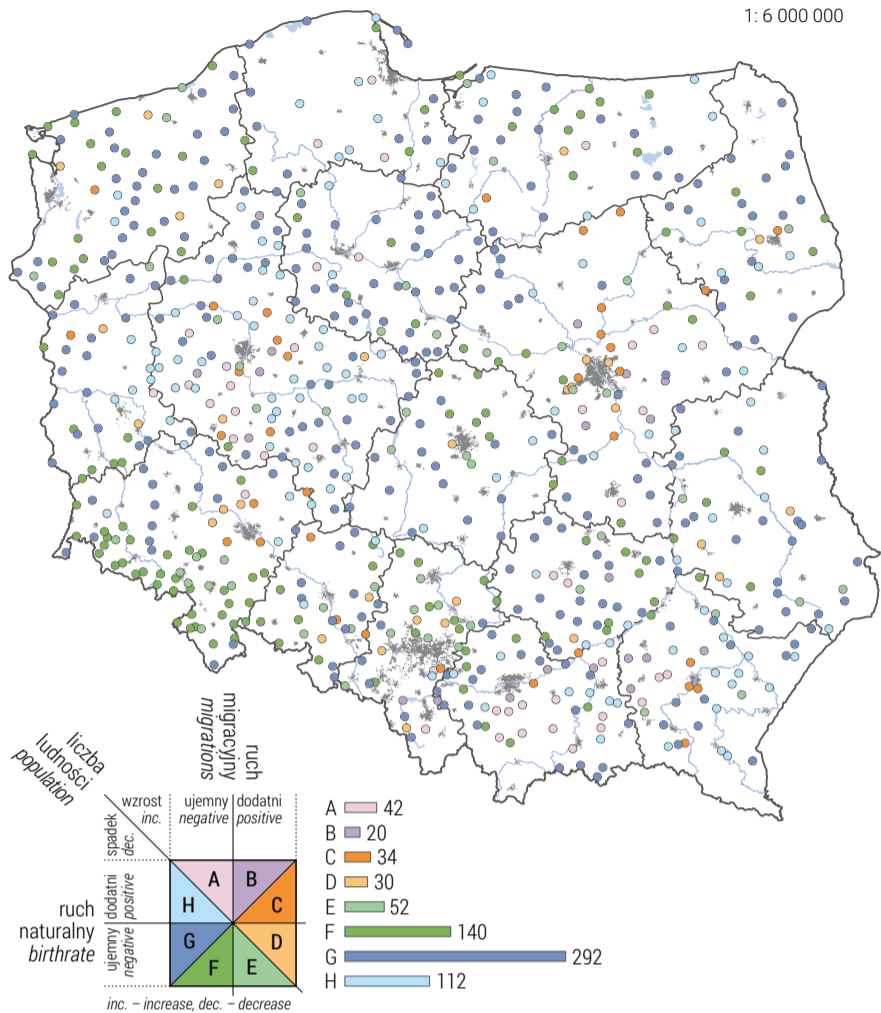 1: 6 000 000
liczba
ludności
population
migracyjny
migrations
ruch
wzrost
inc.
ujemny
negative
dodatni
positive
spadek
dec.
dodatni
positive
ujemny
negative
ruch
naturalny
birthrate
A
B
H
C
G
D
F
E
inc. – increase, dec. – decrease
A 42
B 20
C 34
D 30
E 52
F 140
G 292
H 112